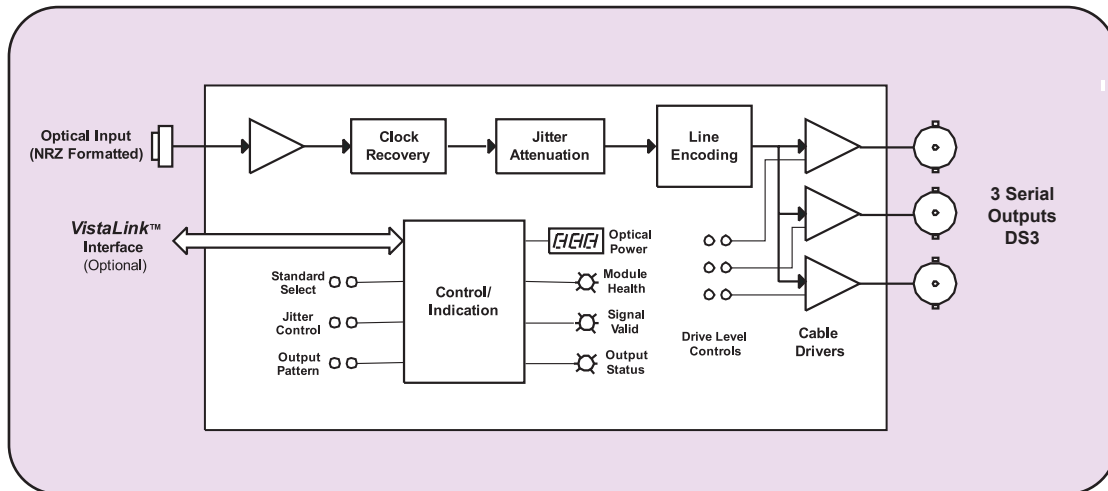 Optical Input
(NRZ Formatted)
Clock
Recovery
Jitter
Attenuation
Line
Encoding
3 Serial
Outputs
DS3
VistaLink™
Interface
(Optional)
Standard
Select
Jitter
Control
Output
Pattern
Control/
Indication
Optical
Power
Module
Health
Signal
Valid
Output
Status
Drive Level
Controls
Cable
Drivers